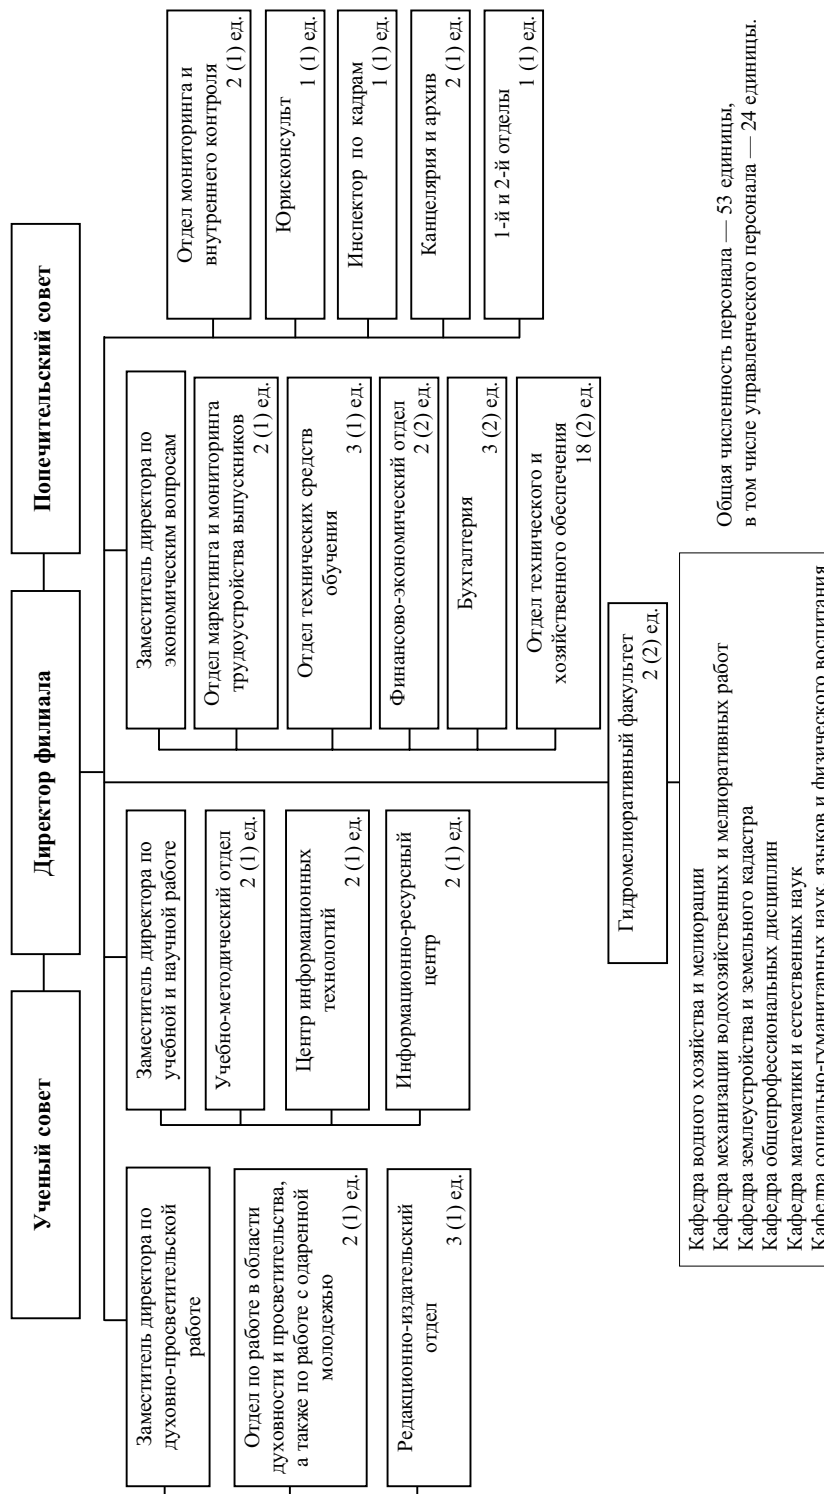 Ученый совет
Директор филиала
Попечительский совет
Заместитель директора по
духовно-просветительской
работе
Отдел по работе в области
духовности и просветительства,
а также по работе с одаренной
молодежью
2 (1) ед.
Редакционно-издательский
отдел
3 (1) ед.
Заместитель директора по
учебной и научной работе
Учебно-методический отдел
2 (1) ед.
Центр информационных
технологий
2 (1) ед.
Информационно-ресурсный
центр
2 (1) ед.
Заместитель директора по
экономическим вопросам
Отдел маркетинга и мониторинга
трудоустройства выпускников
2 (1) ед.
Отдел технических средств
обучения
3 (1) ед.
Финансово-экономический отдел
2 (2) ед.
Бухгалтерия
3 (2) ед.
Отдел технического и
хозяйственного обеспечения
18 (2) ед.
Отдел мониторинга и
внутреннего контроля
2 (1) ед.
Юрисконсульт
1 (1) ед.
Инспектор по кадрам
1 (1) ед.
Канцелярия и архив
2 (1) ед.
1-й и 2-й отделы
1 (1) ед.
Гидромелиоративный факультет
2 (2) ед.
Кафедра водного хозяйства и мелиорации
Кафедра механизации водохозяйственных и мелиоративных работ
Кафедра землеустройства и земельного кадастра
Кафедра общепрофессиональных дисциплин
Кафедра математики и естественных наук
Кафедра социально-гуманитарных наук, языков и физического воспитания
Общая численность персонала — 53 единицы,
в том числе управленческого персонала — 24 единицы.